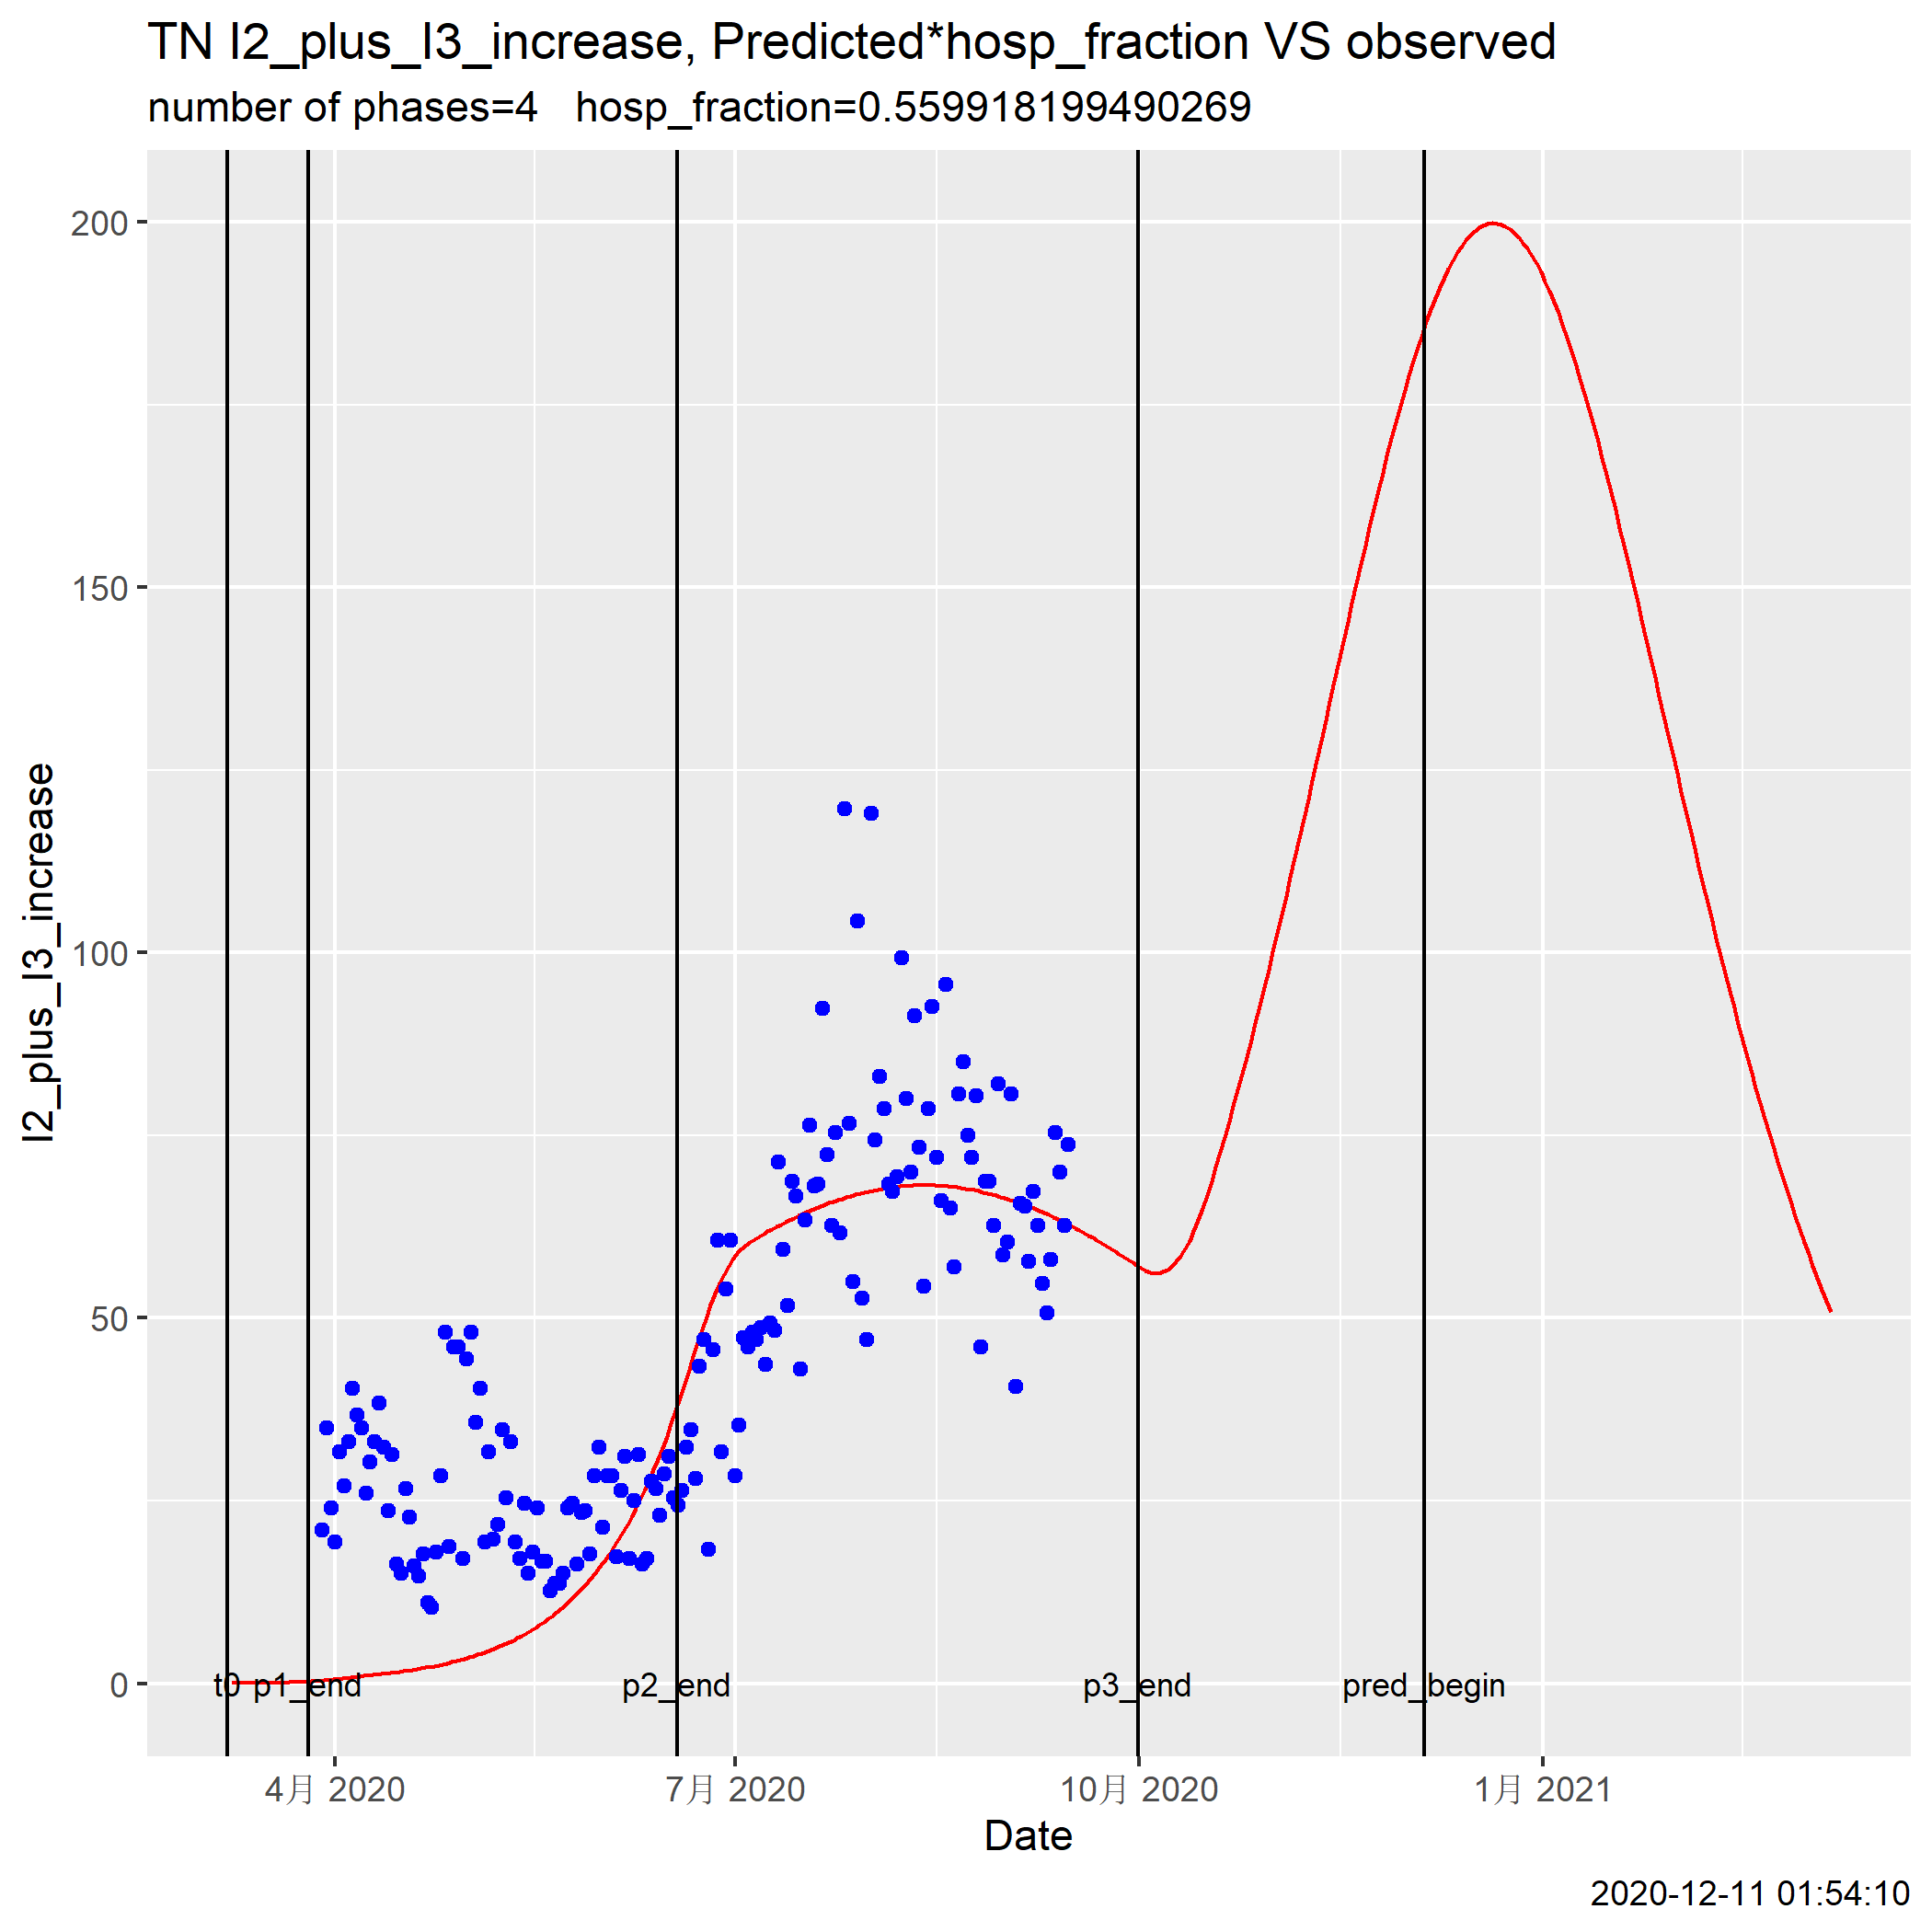 TN I2_plus_I3_increase, Predicted*hosp_fraction VS observed
number of phases=4 hosp_fraction=0.559918199490269
I2_plus_I3_increase
200
150
100
50
0
t0 p1_end p2_end p3_end pred_begin
4月 2020 7月 2020 10月 2020 1月 2021
Date
2020-12-11 01:54:10